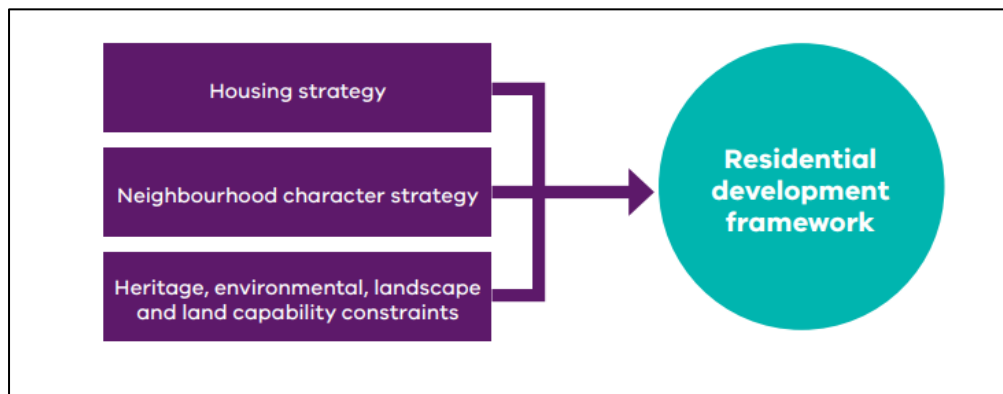 Housing strategy
Neighbourhood character strategy
Heritage, environmental, landscape
and land capability constraints
Residential
development
framework